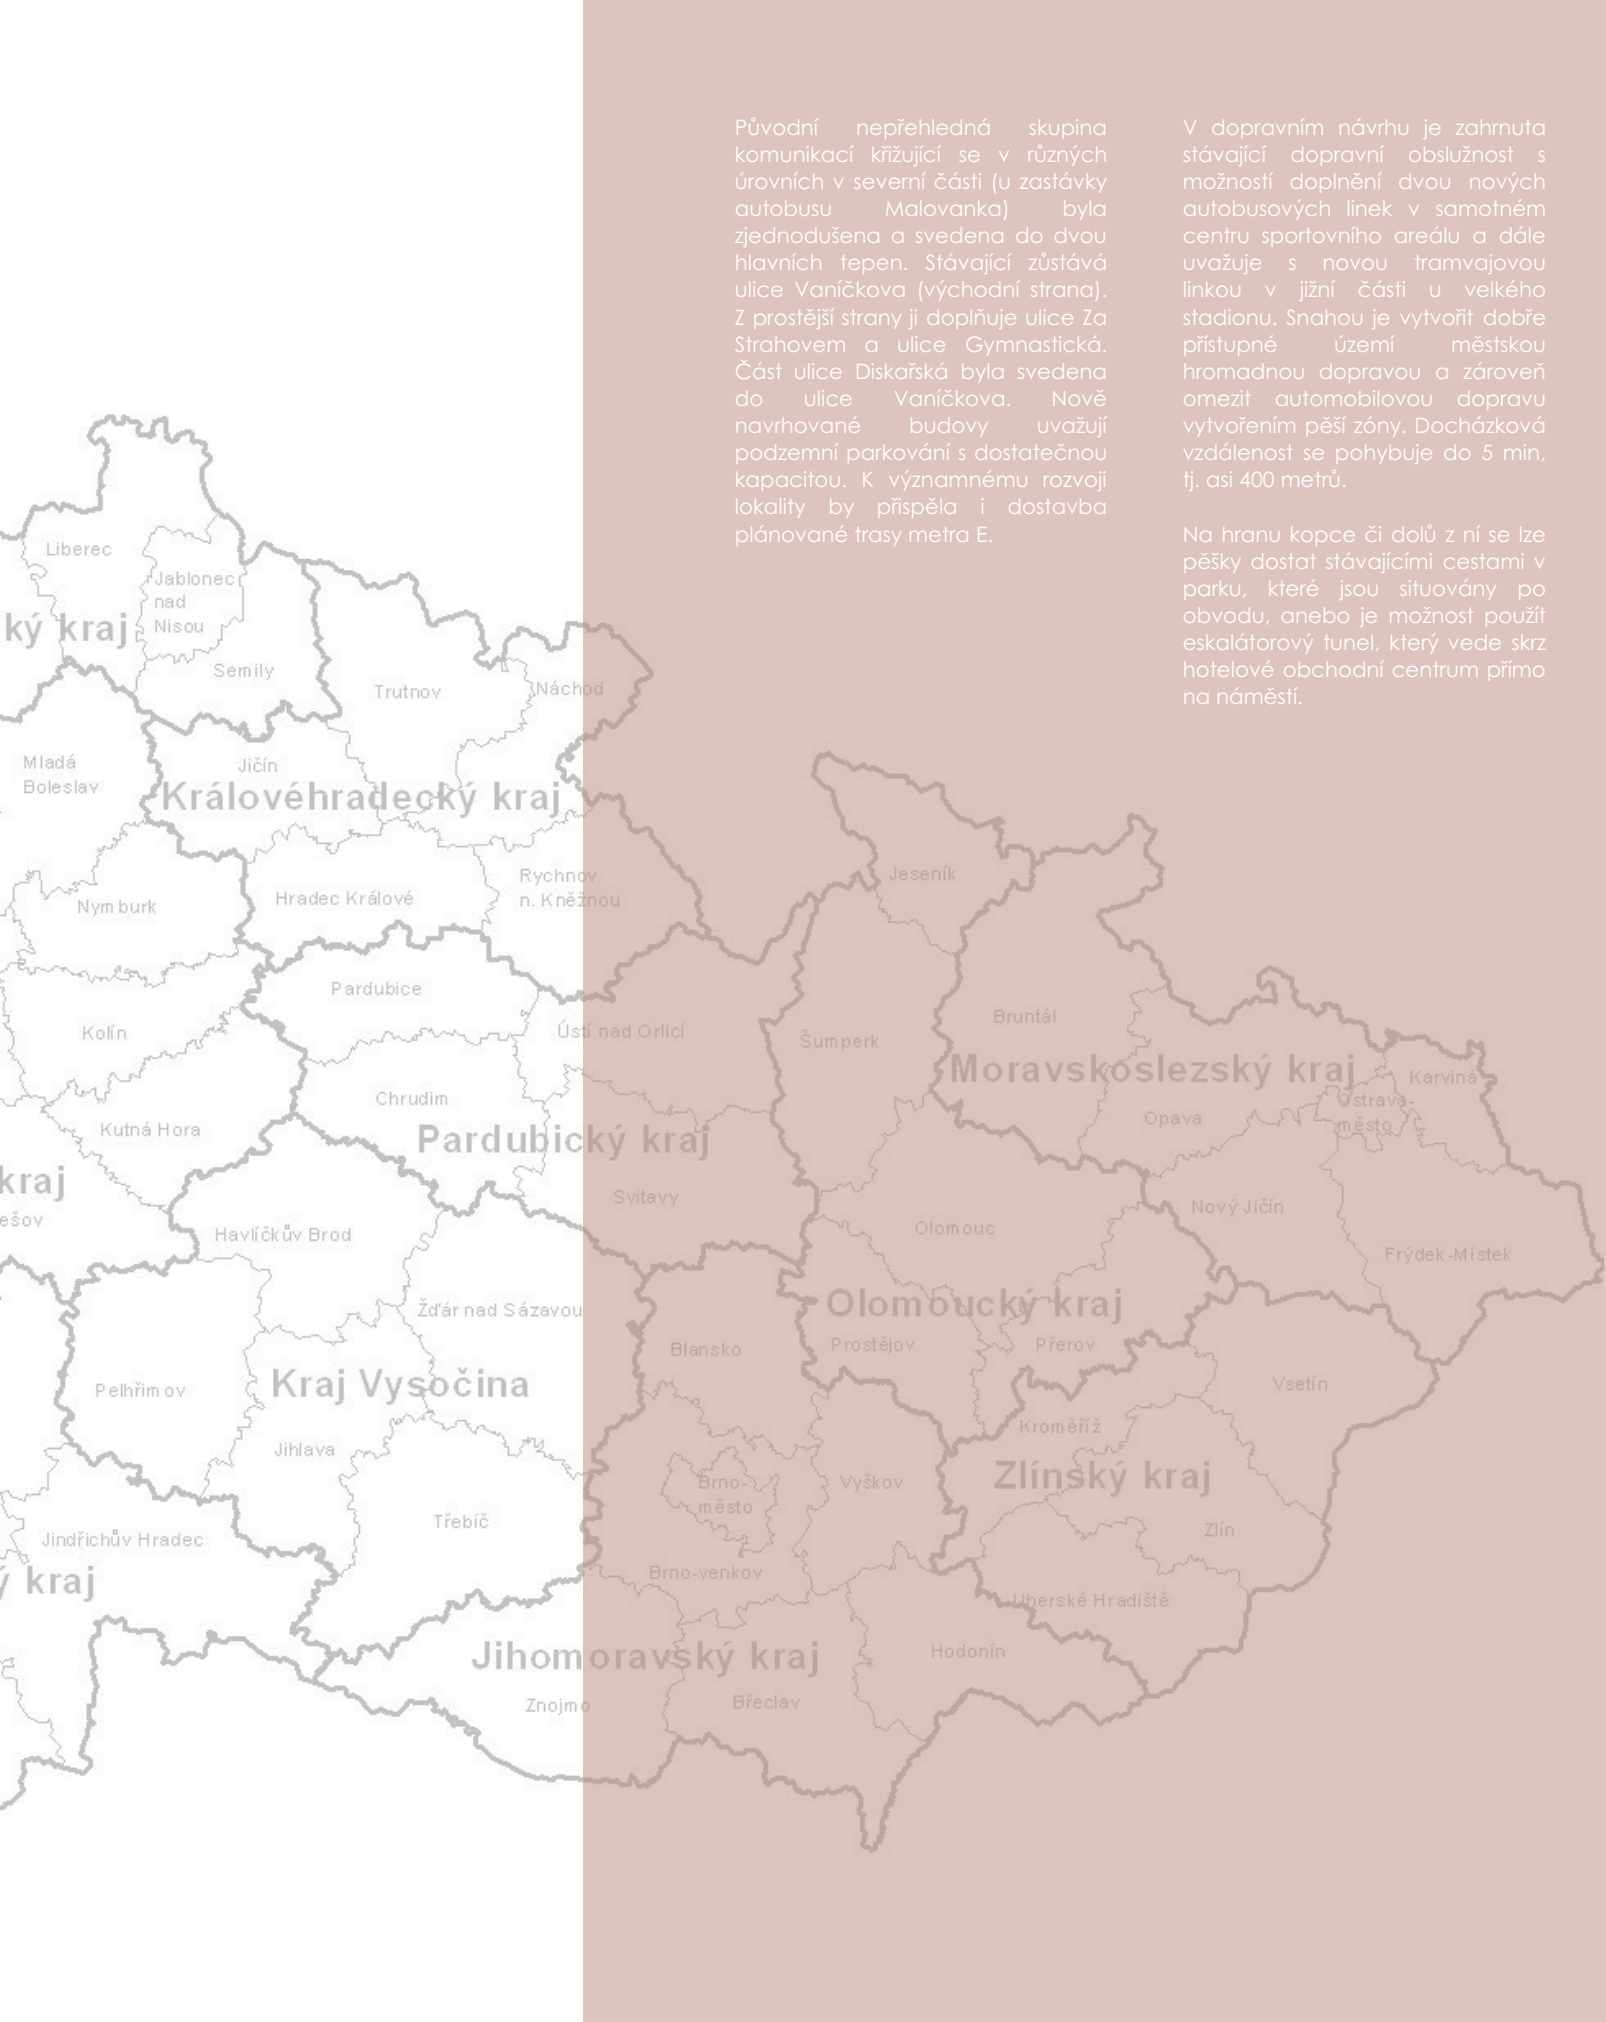 Původní nepřehledná skupina
komunikací křižující se v různých
úrovních v severní části (u zastávky
autobusu Malovanka) byla
zjednodušena a svedena do dvou
hlavních tepen. Stávající zůstává
ulice Vaníčkova (východní strana).
Z prostější strany ji doplňuje ulice Za
Strahovem a ulice Gymnastická.
Část ulice Diskařská byla svedena
do ulice Vaníčkova. Nově
navrhované budovy uvažují
podzemní parkování s dostatečnou
kapacitou. K významnému rozvoji
lokality by přispěla i dostavba
plánované trasy metra E.
V dopravním návrhu je zahrnuta
stávající dopravní obslužnost s
možností doplnění dvou nových
autobusových linek v samotném
centru sportovního areálu a dále
uvažuje s novou tramvajovou
linkou v jižní části u velkého
stadionu. Snahou je vytvořit dobře
přístupné území městskou
hromadnou dopravou a zároveň
omezit automobilovou dopravu
vytvořením pěší zóny. Docházková
vzdálenost se pohybuje do 5 min,
tj. asi 400 metrů.
Na hranu kopce či dolů z ní se lze
pěšky dostat stávajícími cestami v
parku, které jsou situovány po
obvodu, anebo je možnost použít
eskalátorový tunel, který vede skrz
hotelové obchodní centrum přímo
na náměstí.
Liberec
Jablonec
nad
Nisou
ký kraj
Semily
Trutnov
Náchod
Mladá
Boleslav
Jičín
Královéhradecký kraj
Rychnov
n. Kněžnou
Hradec Králové
Nymburk
Jeseník
Pardubice
Kolín
Ústí nad Orlicí
Šumperk
Bruntál
Moravskoslezský kraj
Karviná
Ostrava-
město
Chrudim
Opava
Kutná Hora
Pardubický kraj
kraj
ešov
Svitavy
Nový Jičín
Havlíčkův Brod
Olomouc
Frýdek-Místek
Žďár nad Sázavou
Olomoucký kraj
Blansko
Prostějov
Přerov
Pelhřimov
Kraj Vysočina
Vsetín
Jihlava
Kroměříž
Brno-
město
Vyškov
Zlínský kraj
Třebíč
Zlín
Jindřichův Hradec
ý kraj
Brno-venkov
Uherské Hradiště
Jihomoravský kraj
Hodonín
Znojmo
Břeclav